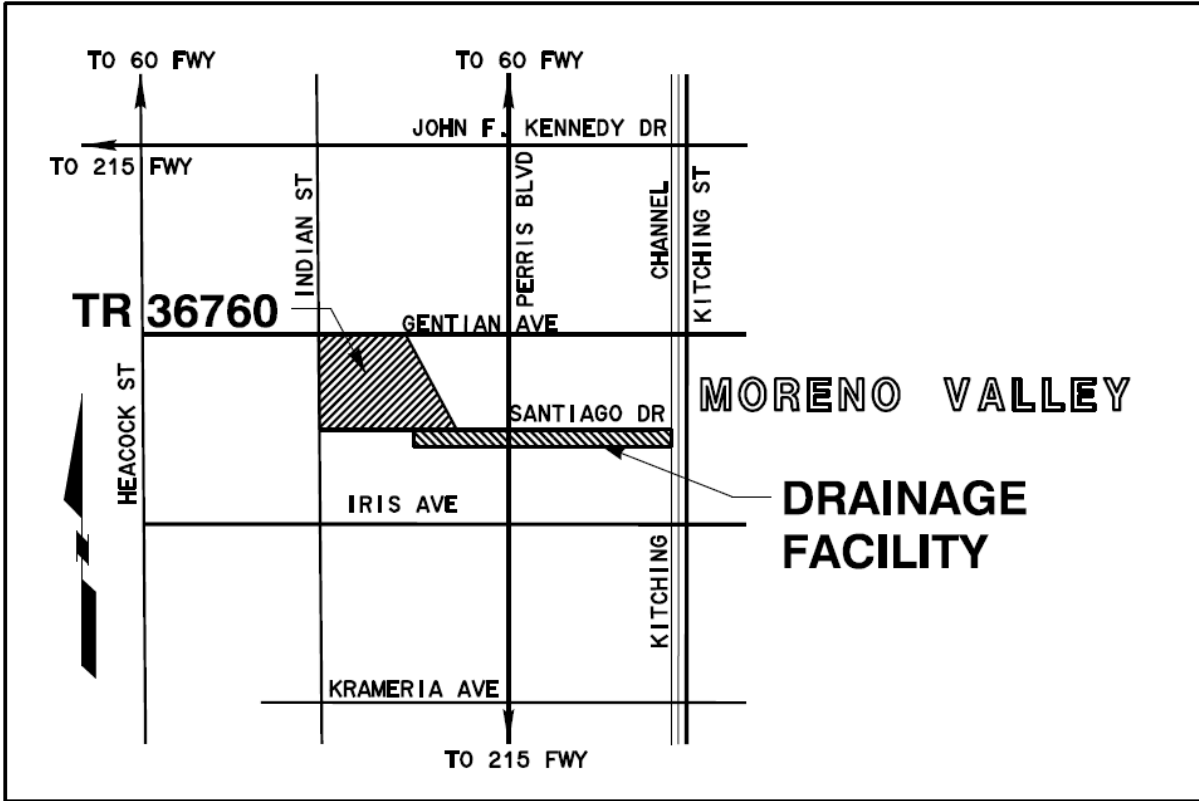 TO 60 FWY
TO 60 FWY
JOHN F. KENNEDY DR
TO 215 FWY
INDIAN ST
PERRIS BLVD
CHANNEL
KITCHING ST
TR 36760
GENTIAN AVE
HEACOCK ST
MORENO VALLEY
SANTIAGO DR
DRAINAGE
FACILITY
IRIS AVE
N
KITCHING
KRAMERIA AVE
TO 215 FWY